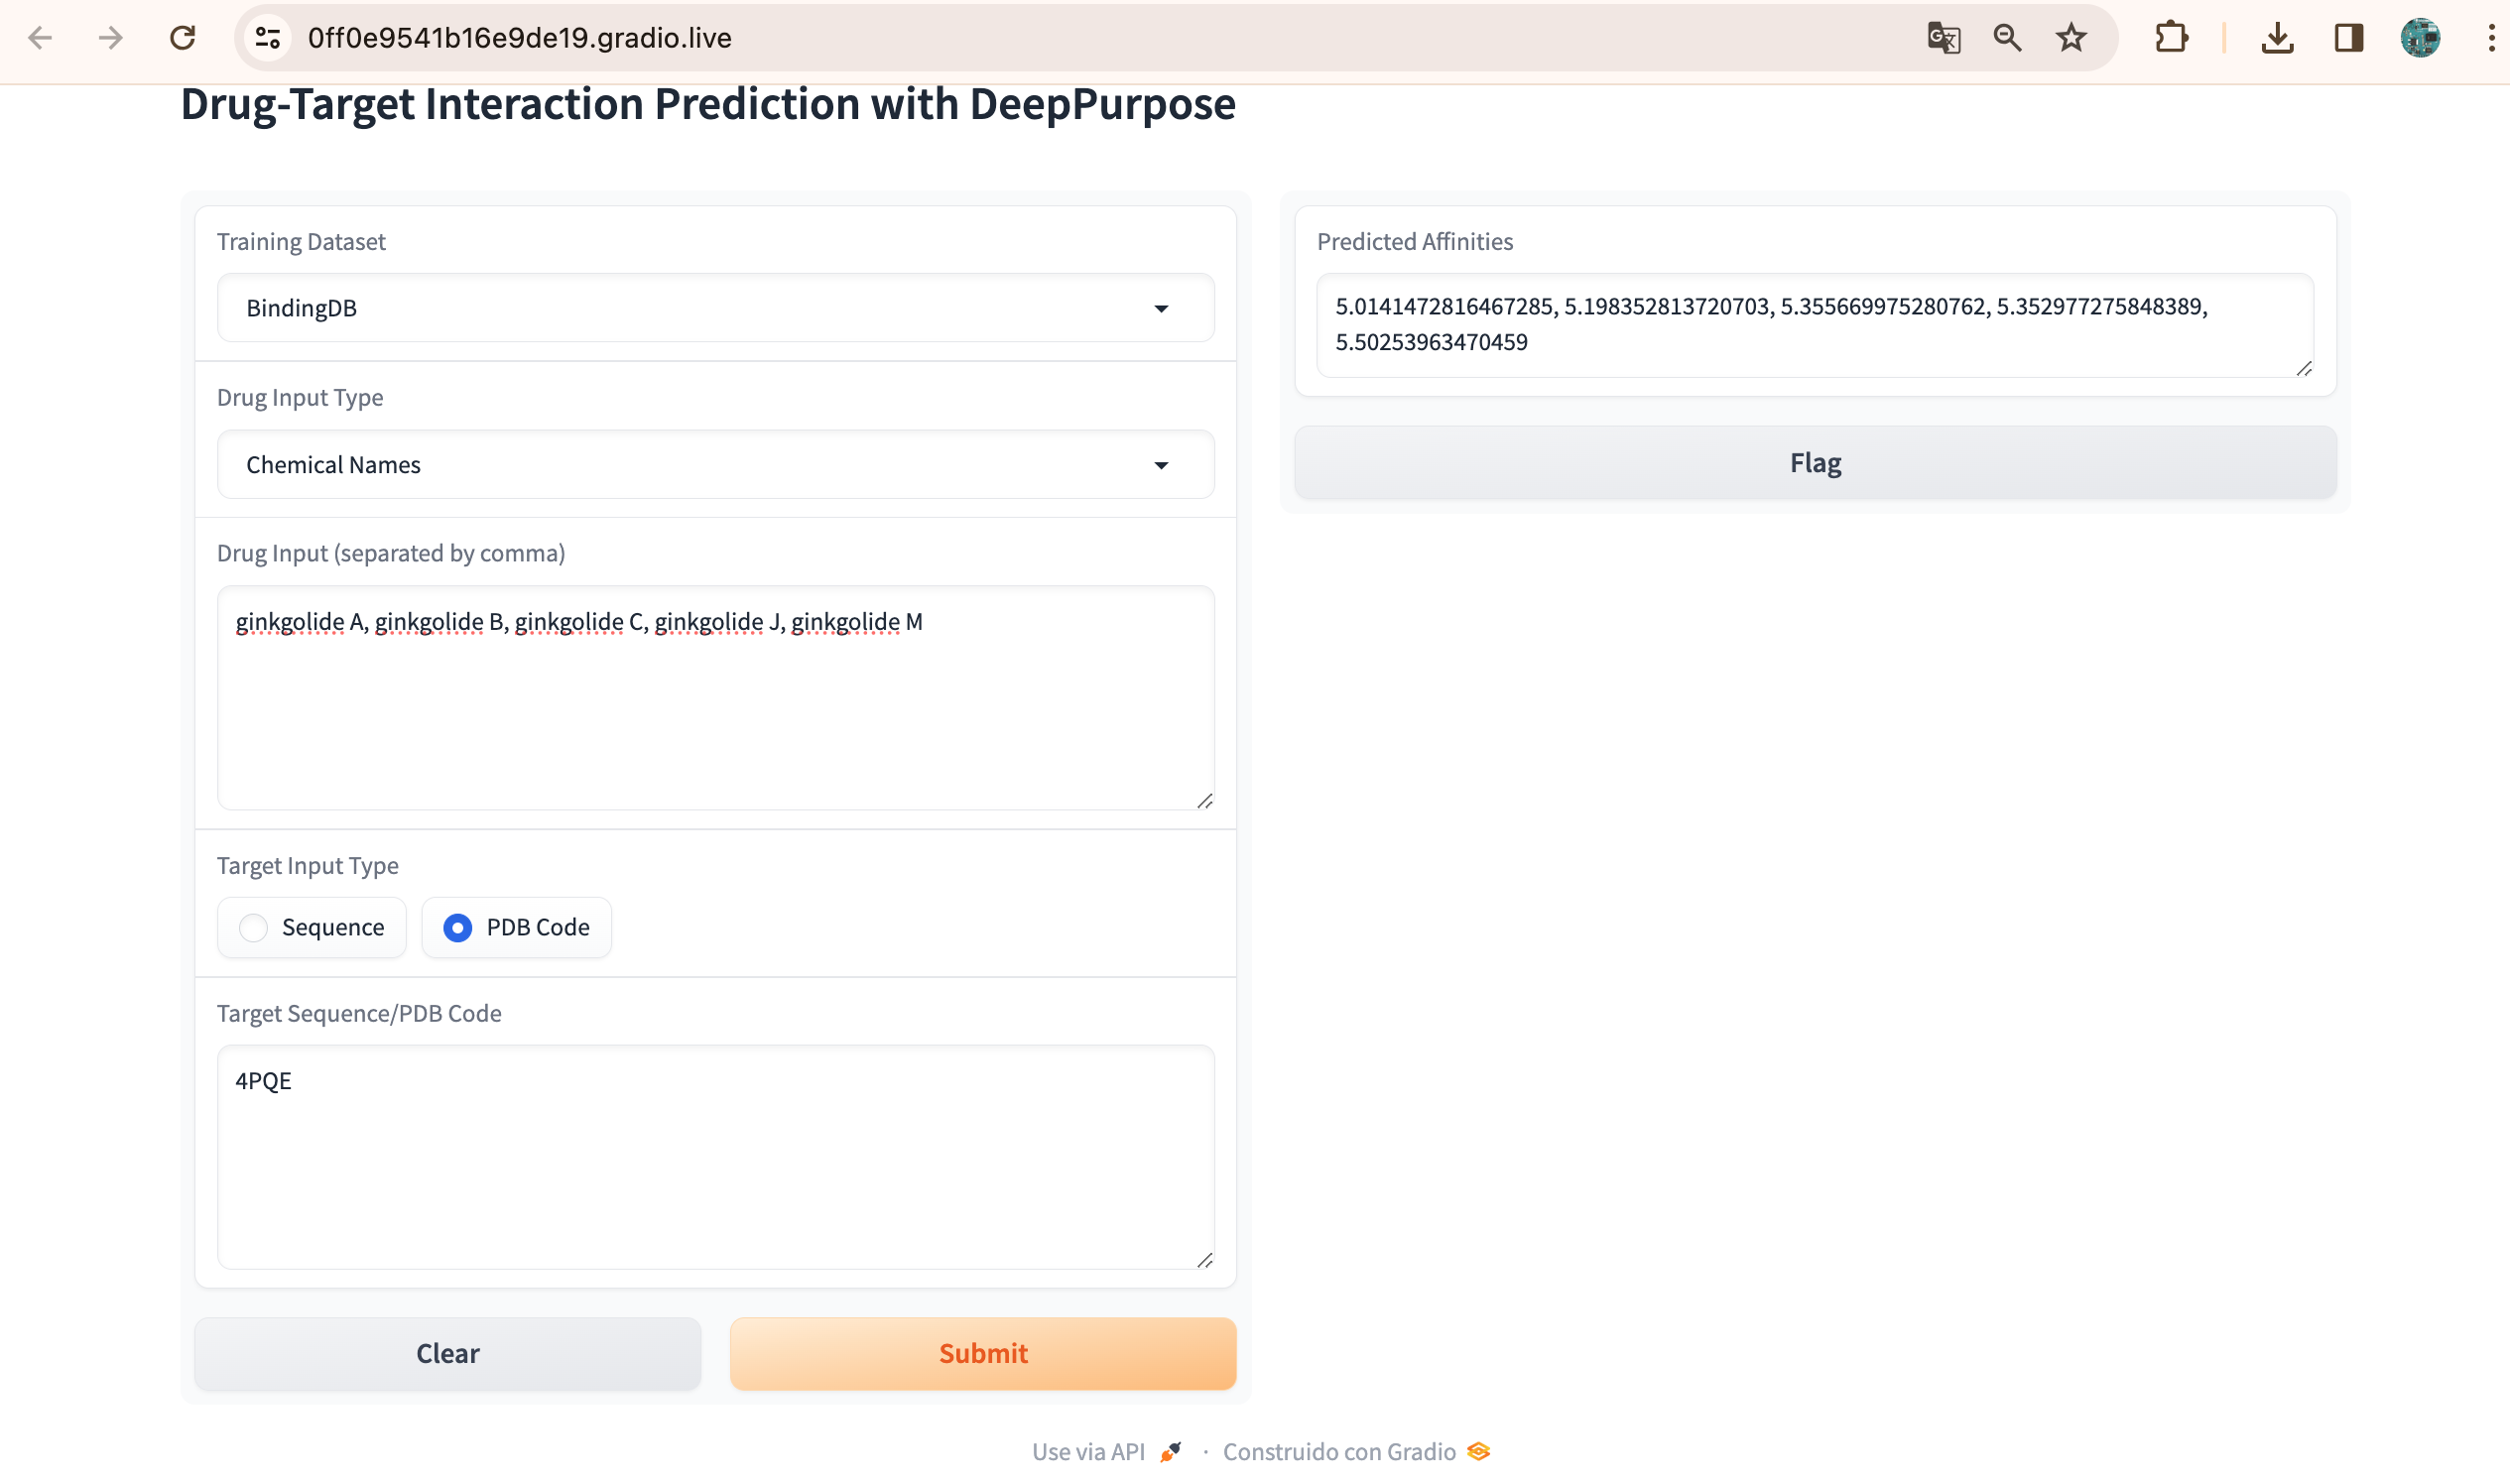 0ff0e9541b16e9de19.gradio.live
Drug-Target Interaction Prediction with DeepPurpose
Training Dataset
BindingDB
Drug Input Type
Chemical Names
Drug Input (separated by comma)
ginkgolide A, ginkgolide B, ginkgolide C, ginkgolide J, ginkgolide M
Target Input Type
Sequence
PDB Code
Target Sequence/PDB Code
4PQE
Clear
Submit
Predicted Affinities
5.0141472816467285, 5.198352813720703, 5.355669975280762, 5.352977275848389,
5.50253963470459
Flag
Use via API · Construido con Gradio